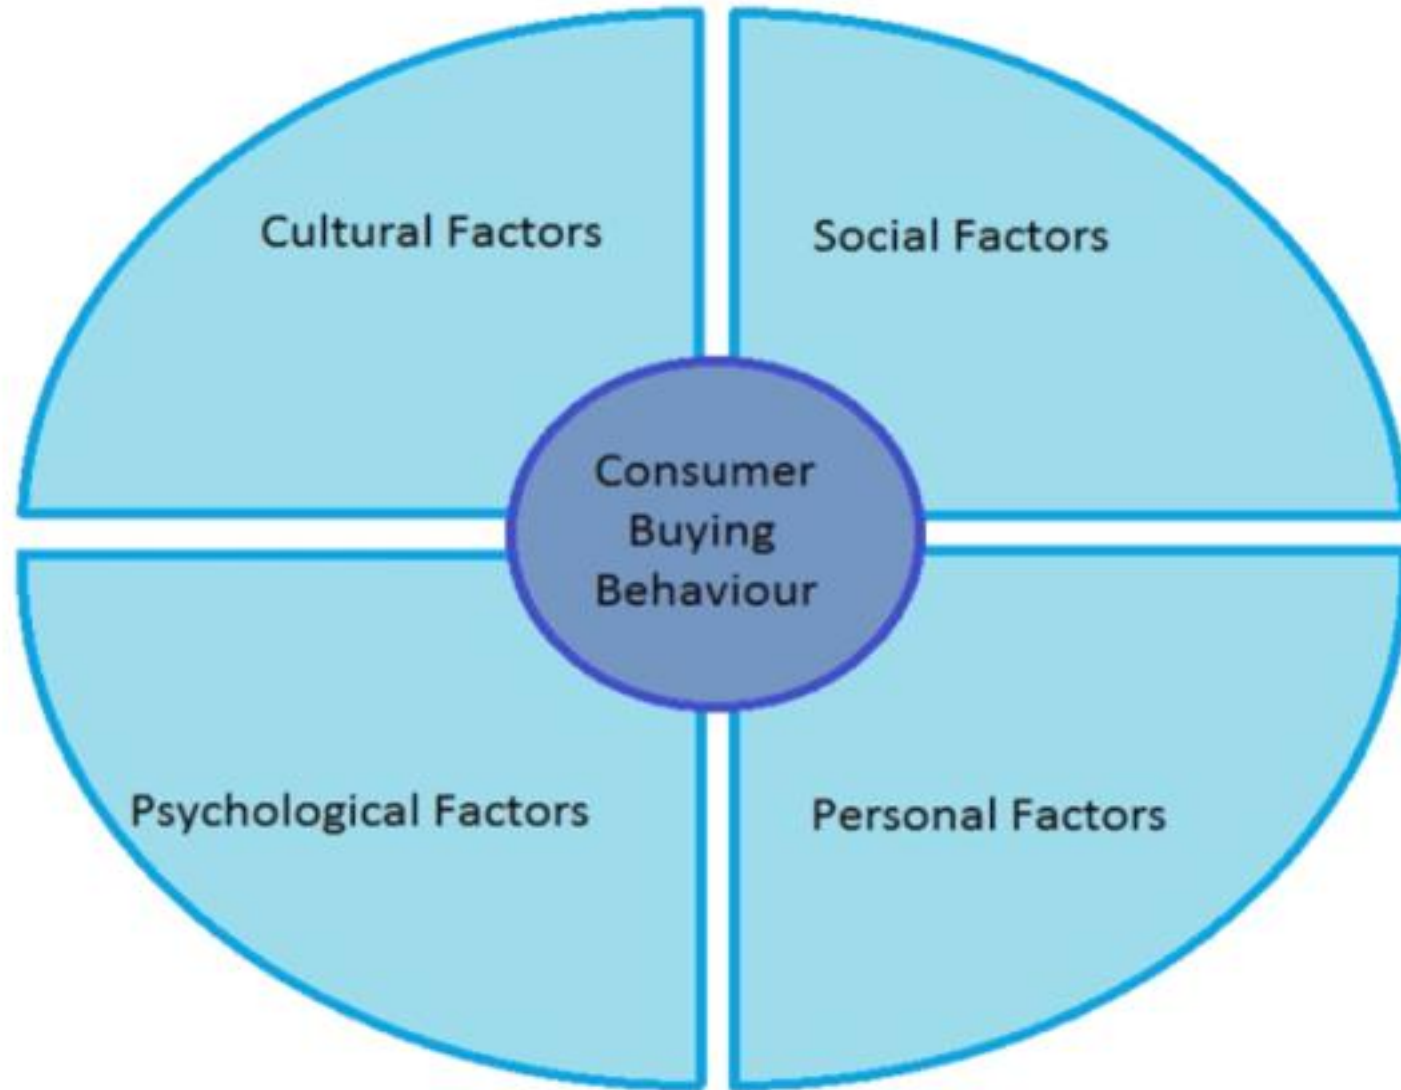 Cultural Factors
Social Factors
Consumer
Buying
Behaviour
Psychological Factors
Personal Factors